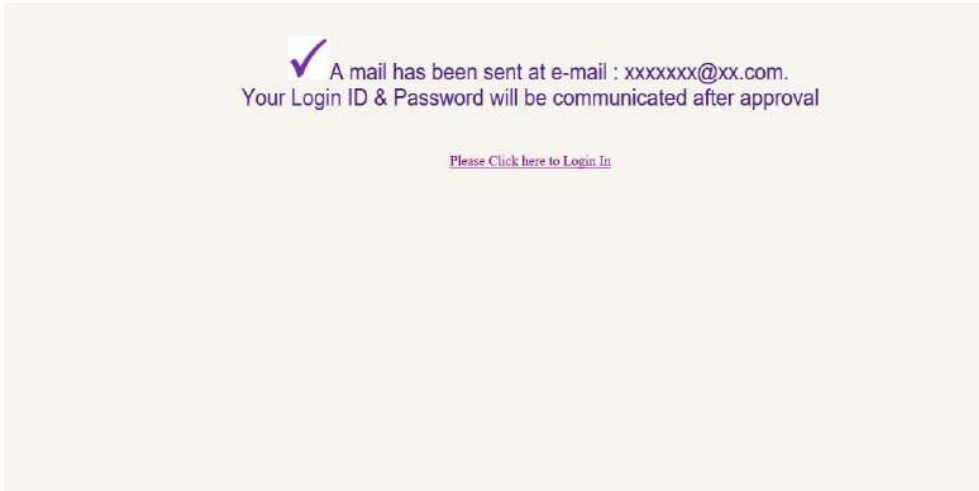 A mail has been sent at e-mail : xxxxxxx@xx.com.
Your Login ID & Password will be communicated after approval
Please Click here to Login In